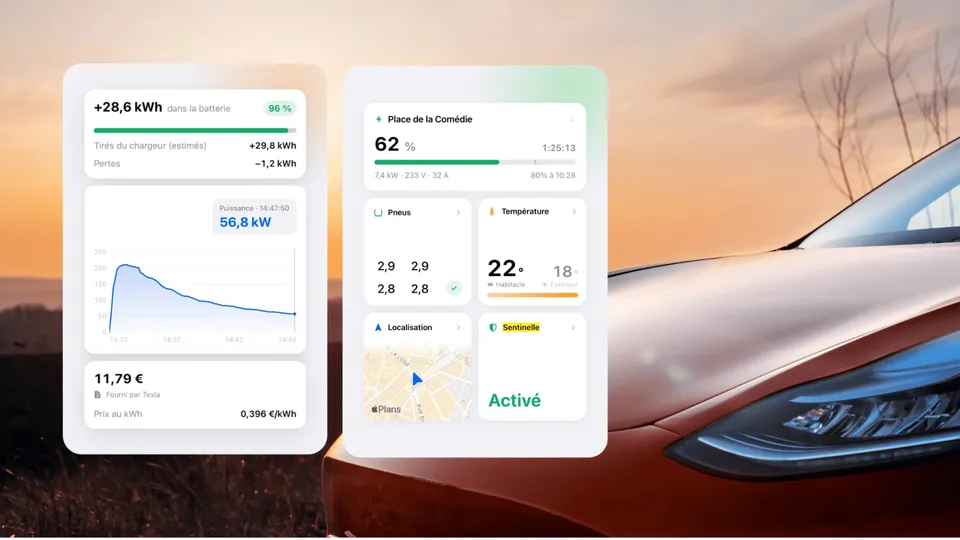 +28,6 kWh dans la batterie 96 %
Tirés du chargeur (estimés) +29,8 kWh
Pertes −1,2 kWh
Puissance · 14:47:50
56,8 kW
250
200
150
100
50
0
14:32 14:37 14:42 14:48
11,79 €
Fourni par Tesla
Prix au kWh 0,396 €/kWh
Place de la Comédie
62 % 1:25:13
7,4 kW · 233 V · 32 A 80% à 10:28
Pneus
2,9 2,9
2,8 2,8
Température
22° 18°
Habitacle Extérieur
Localisation
Plans
Sentinelle
Activé